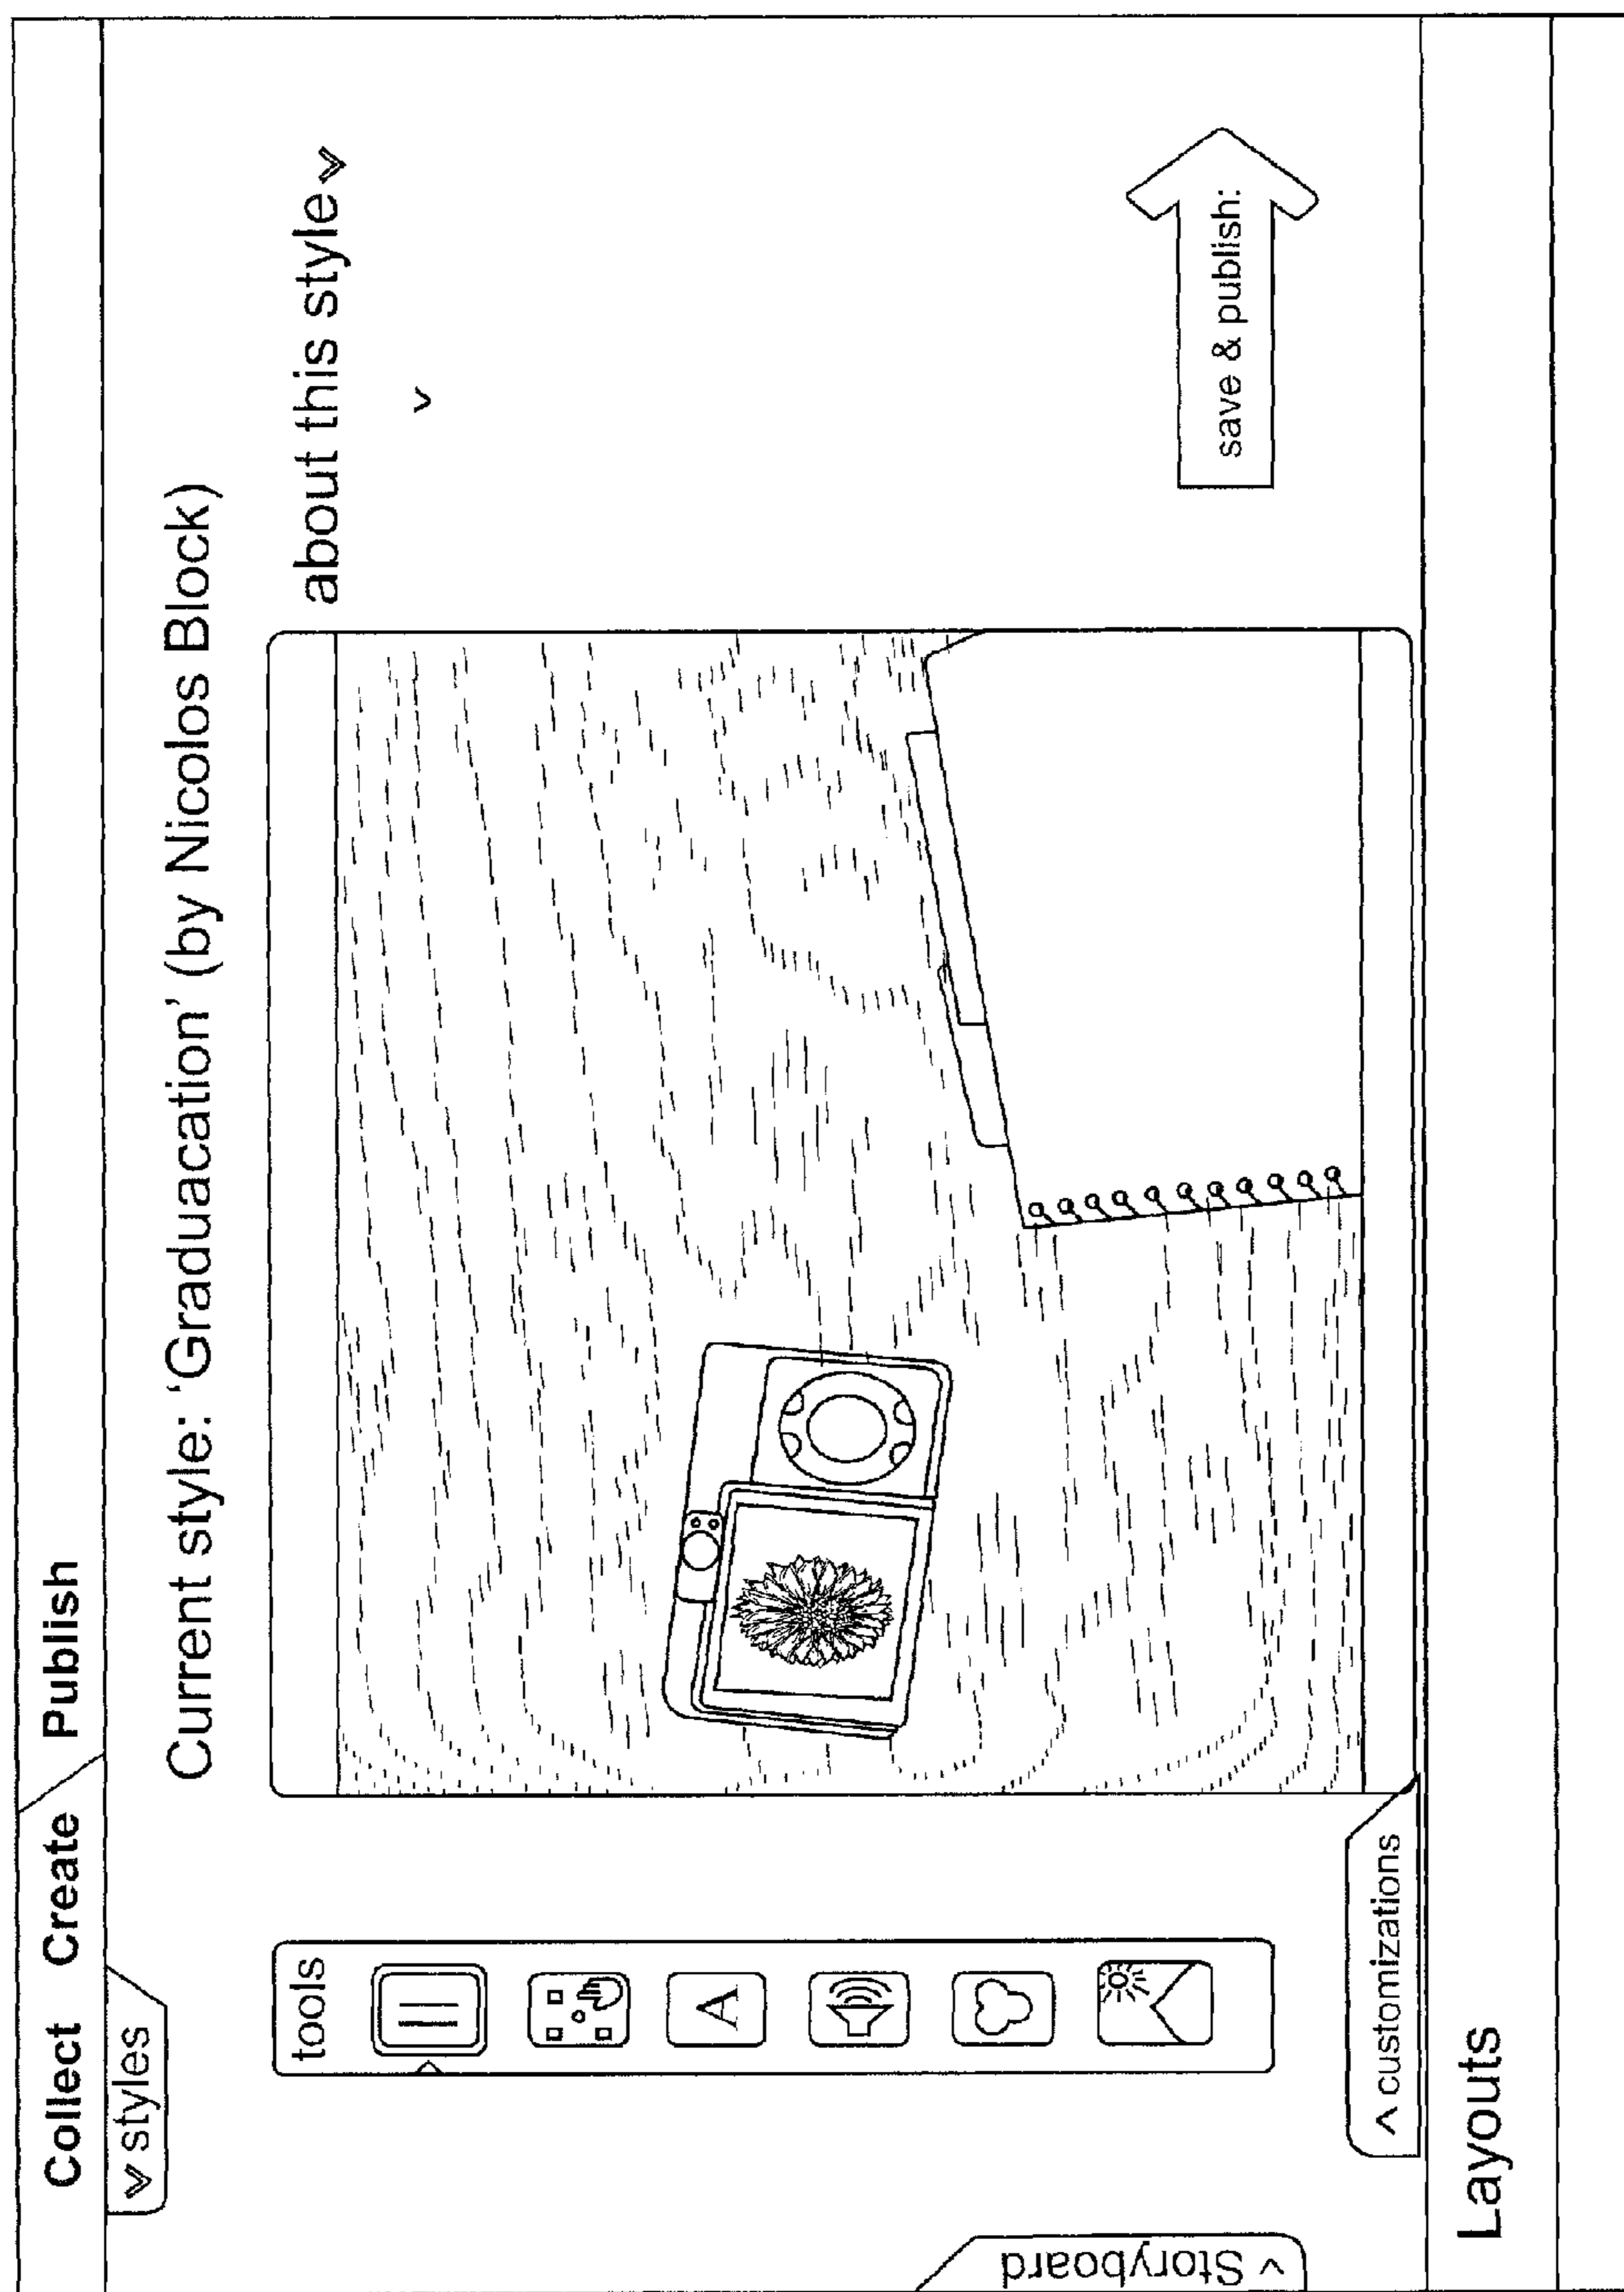 Collect Create Publish
styles
Current style: 'Graduacation' (by Nicolos Block)
tools
A
about this style
save & publish:
Storyboard
customizations
Layouts